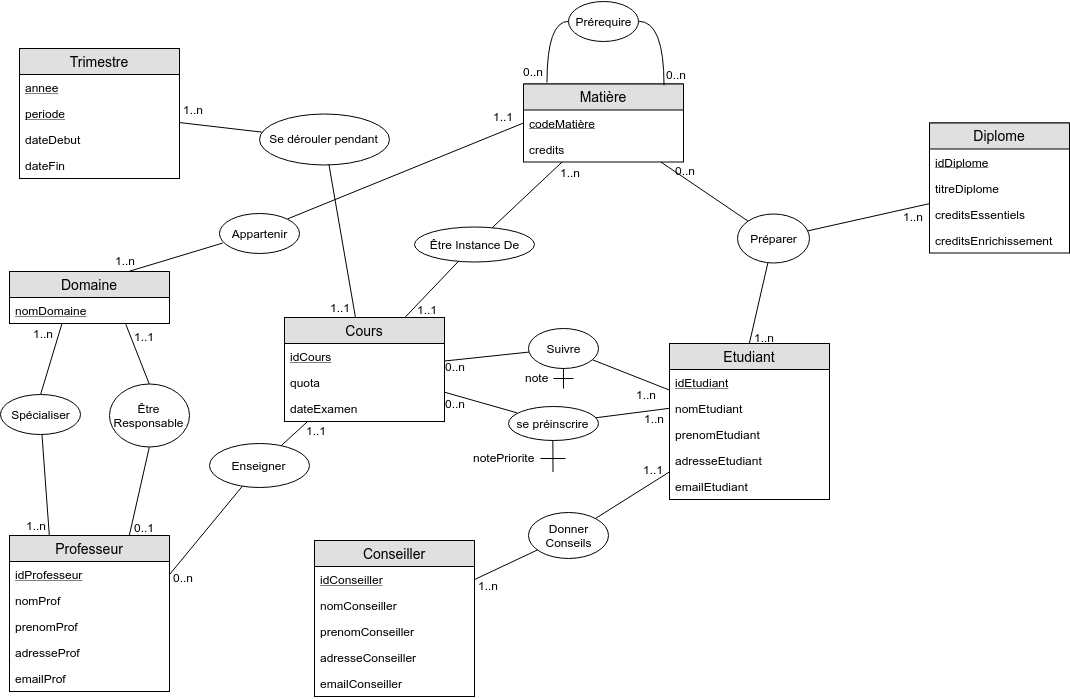 Prérequire
0..n
0..n
Trimestre
annee
periode
dateDebut
dateFin
1..n
Se dérouler pendant
1..1
Matière
codeMatière
credits
1..1
1..n
0..n
Diplome
idDiplome
titreDiplome
creditsEssentiels
creditsEnrichissement
1..n
Appartenir
1..n
Être Instance De
1..1
Préparer
1..n
Domaine
nomDomaine
1..n
1..1
Cours
idCours
quota
dateExamen
0..n
0..n
1..1
Suivre
note
1..n
se préinscrire
notePriorite
1..n
Etudiant
idEtudiant
nomEtudiant
prenomEtudiant
adresseEtudiant
emailEtudiant
1..1
Spécialiser
Être
Responsable
Enseigner
1..n
0..1
0..n
Professeur
idProfesseur
nomProf
prenomProf
adresseProf
emailProf
Donner
Conseils
1..n
Conseiller
idConseiller
nomConseiller
prenomConseiller
adresseConseiller
emailConseiller